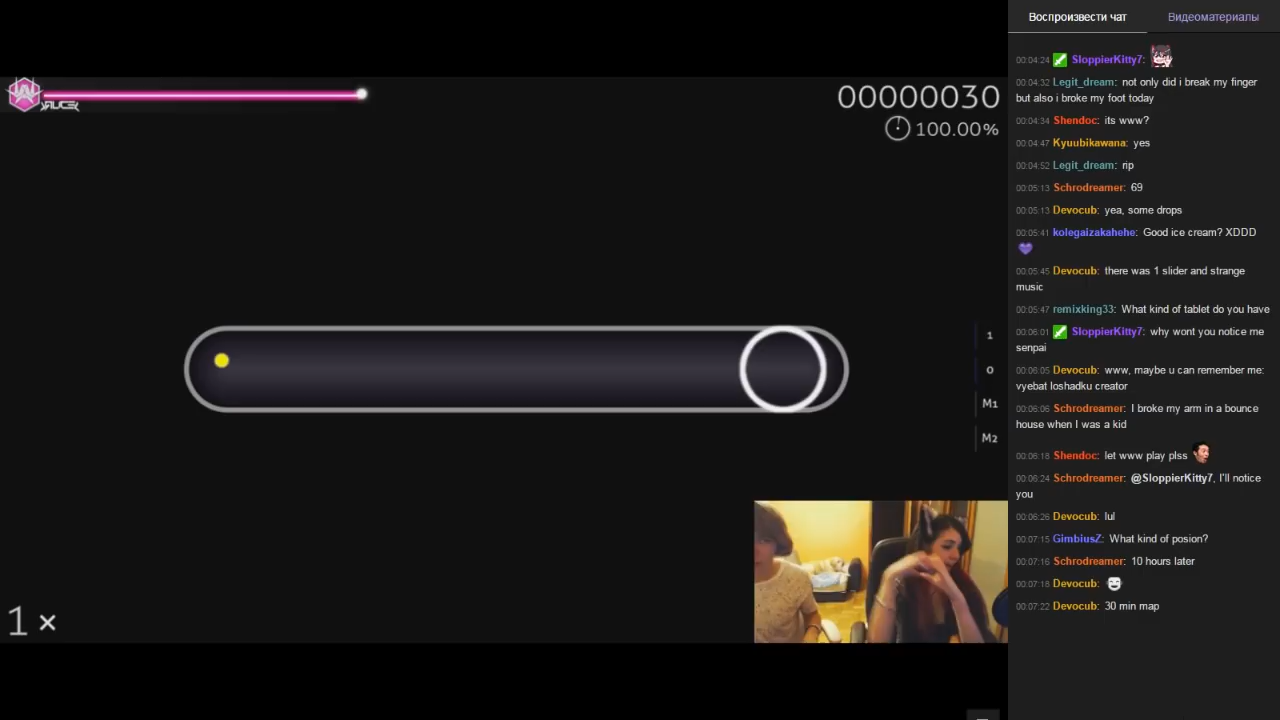 00000030
100.00%
1
0
M1
M2
1×
Воспроизвести чат
Видеоматериалы
00:04:24 SloppierKitty7:
00:04:32 Legit_dream: not only did i break my finger
but also i broke my foot today
00:04:34 Shendoc: its www?
00:04:47 Kyuubikawana: yes
00:04:52 Legit_dream: rip
00:05:13 Schrodreamer: 69
00:05:13 Devocub: yea, some drops
00:05:41 kolegaizakahehe: Good ice cream? XDDD
00:05:45 Devocub: there was 1 slider and strange
music
00:05:47 remixking33: What kind of tablet do you have
00:06:01 SloppierKitty7: why wont you notice me
senpai
00:06:05 Devocub: www, maybe u can remember me:
vyebat loshadku creator
00:06:06 Schrodreamer: I broke my arm in a bounce
house when I was a kid
00:06:18 Shendoc: let www play plss
00:06:24 Schrodreamer: @SloppierKitty7, I'll notice
you
00:06:26 Devocub: lul
00:07:15 GimbiusZ: What kind of posion?
00:07:16 Schrodreamer: 10 hours later
00:07:18 Devocub:
00:07:22 Devocub: 30 min map